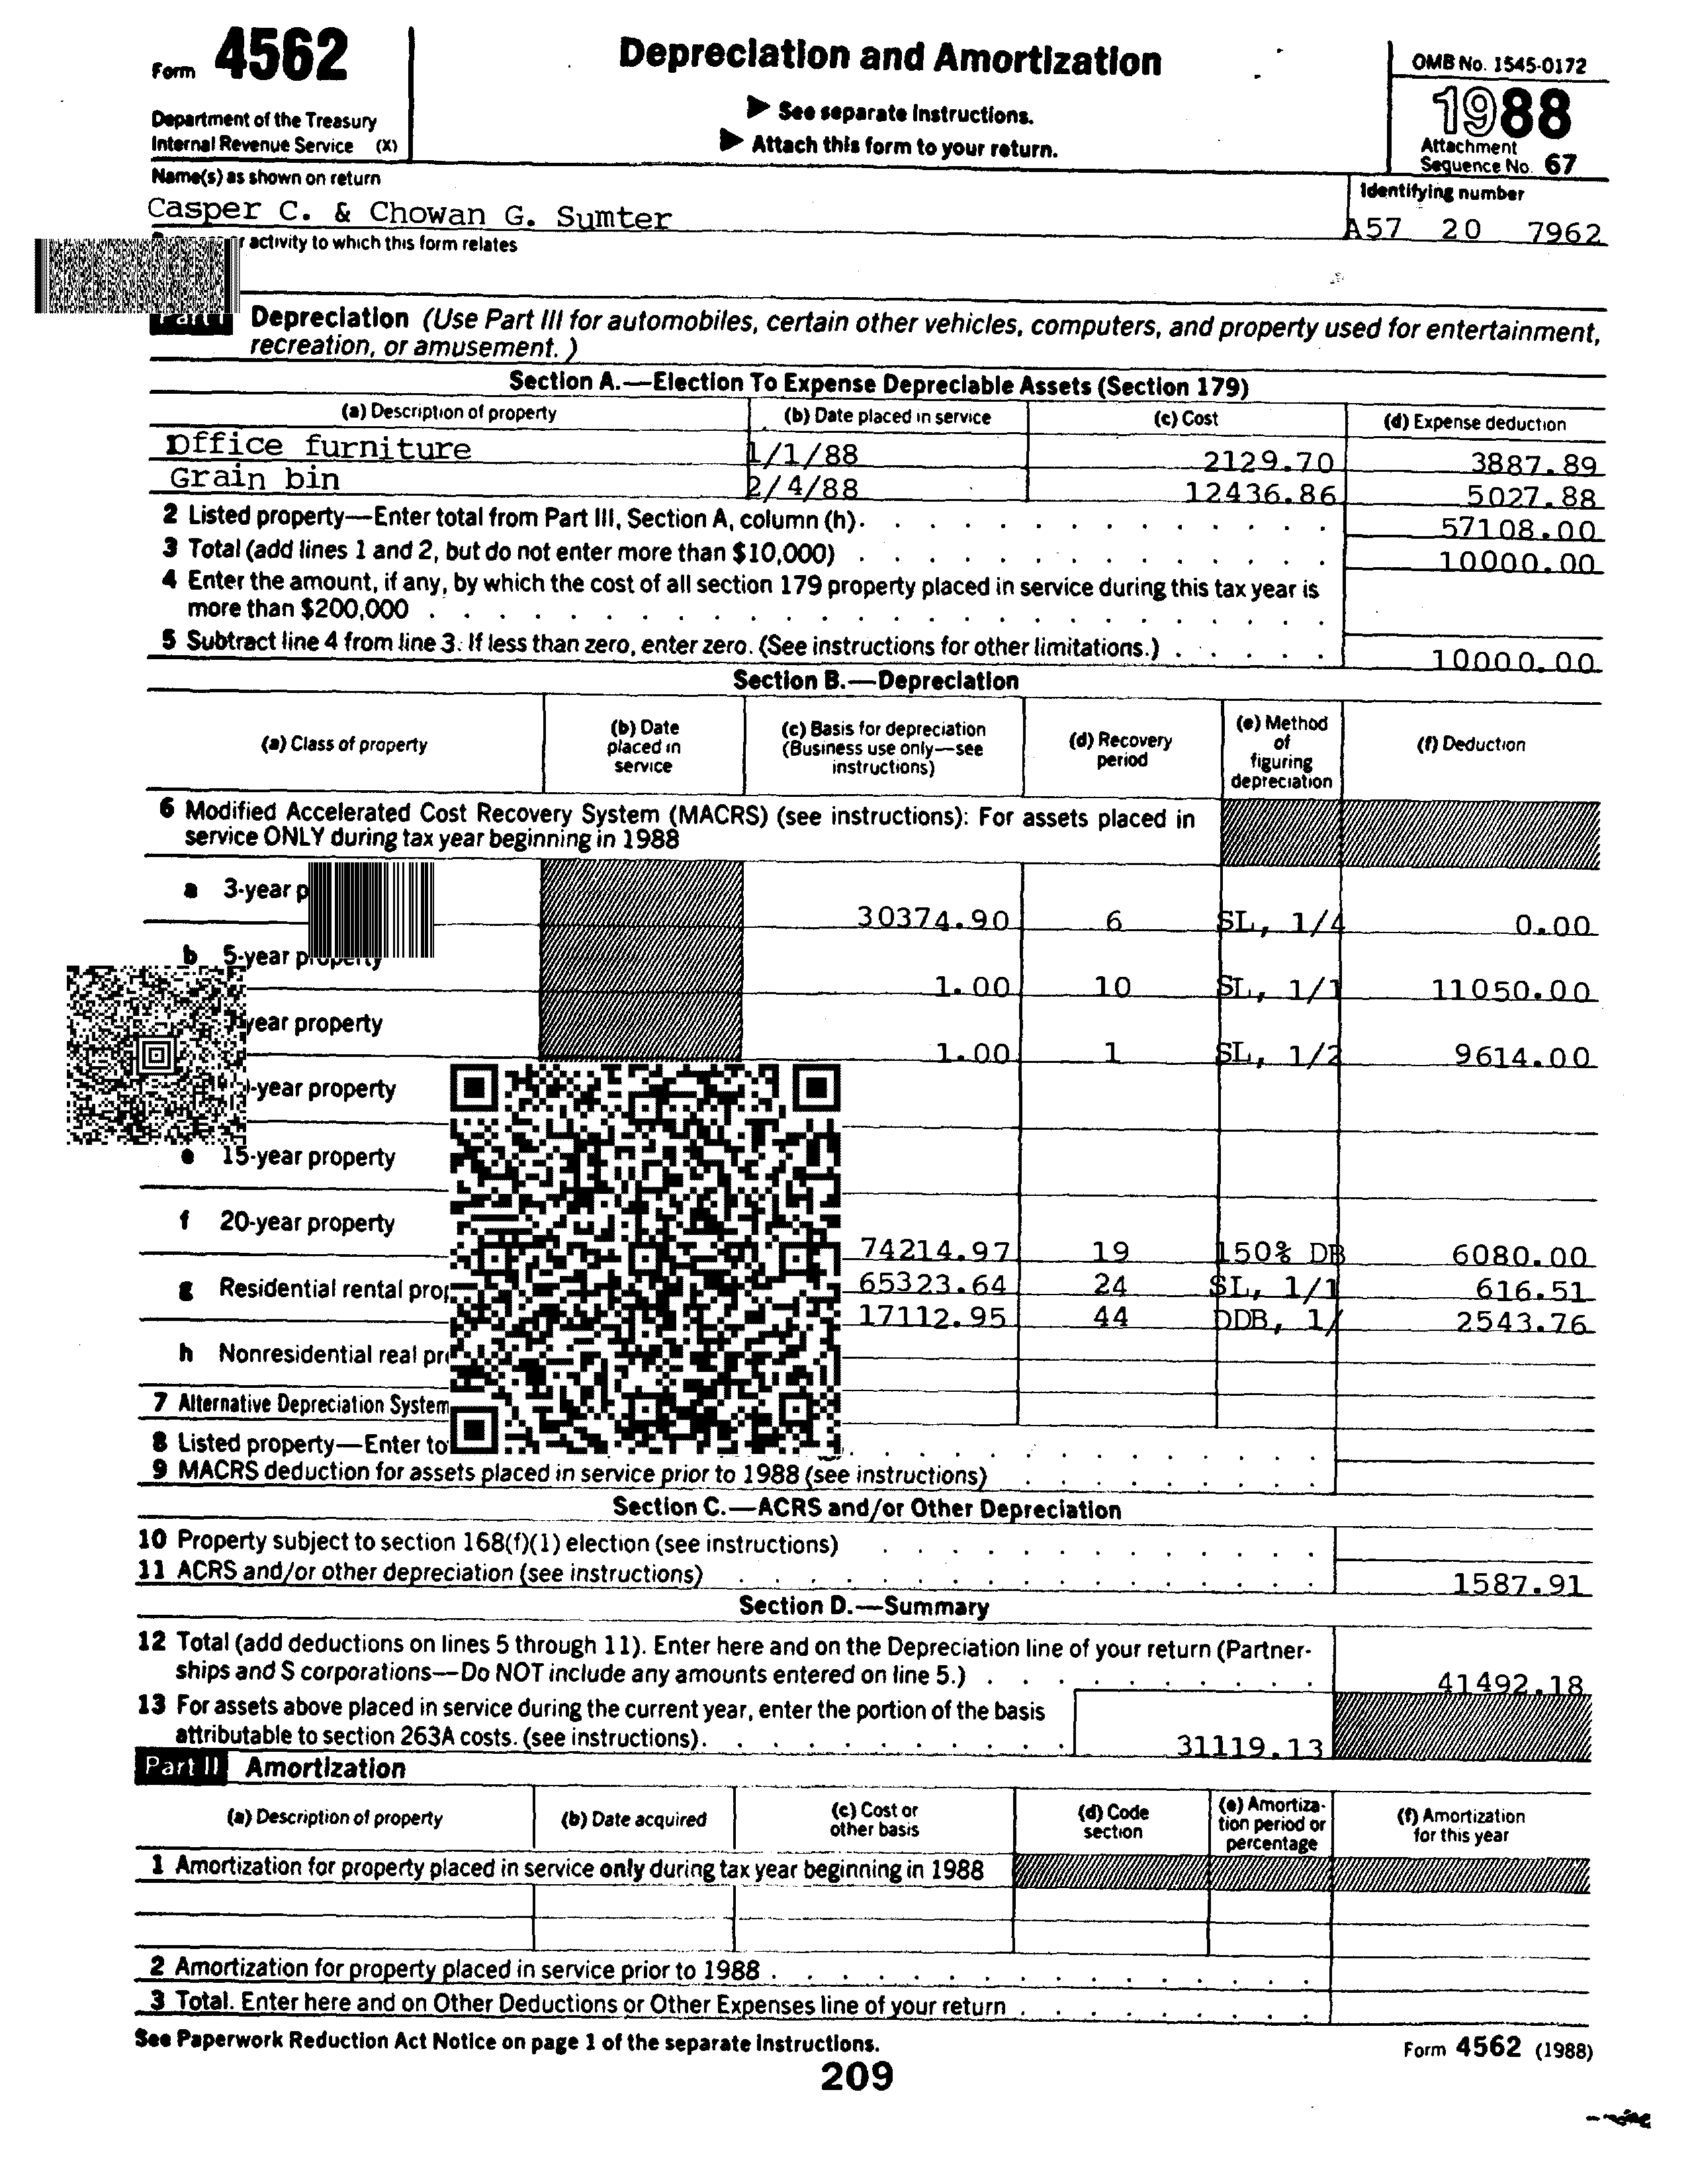 Form 4562
Depreciation and Amortization
OMB No. 1545-0172
▶ See separate Instructions.
▶ Attach this form to your return.
1988
Department of the Treasury
Internal Revenue Service (X)
Attachment
Sequence No. 67
Name(s) as shown on return
Identifying number
Casper C. & Chowan G. Sumter
A57 20 7962
activity to which this form relates
Part I Depreciation (Use Part III for automobiles, certain other vehicles, computers, and property used for entertainment,
recreation, or amusement.)
Section A.—Election To Expense Depreciable Assets (Section 179)
(a) Description of property (b) Date placed in service (c) Cost (d) Expense deduction
Office furniture 1/1/88 2129.70 3887.89
Grain bin 2/4/88 12436.86 5027.88
2 Listed property—Enter total from Part III, Section A, column (h). 57108.00
3 Total (add lines 1 and 2, but do not enter more than $10,000) 10000.00
4 Enter the amount, if any, by which the cost of all section 179 property placed in service during this tax year is
more than $200,000
5 Subtract line 4 from line 3. If less than zero, enter zero. (See instructions for other limitations.) 10000.00
Section B.—Depreciation
(a) Class of property (b) Date placed in service (c) Basis for depreciation (Business use only—see instructions) (d) Recovery period (e) Method of figuring depreciation (f) Deduction
6 Modified Accelerated Cost Recovery System (MACRS) (see instructions): For assets placed in
service ONLY during tax year beginning in 1988
a 3-year p
30374.90 6 SL, 1/4 0.00
b 5-year property
1.00 10 SL, 1/1 11050.00
year property
1.00 1 SL, 1/2 9614.00
-year property
e 15-year property
f 20-year property
74214.97 19 150% DB 6080.00
g Residential rental pro 65323.64 24 SL, 1/1 616.51
17112.95 44 DDB, 1/ 2543.76
h Nonresidential real pr
7 Alternative Depreciation System
8 Listed property—Enter to
9 MACRS deduction for assets placed in service prior to 1988 (see instructions)
Section C.—ACRS and/or Other Depreciation
10 Property subject to section 168(f)(1) election (see instructions)
11 ACRS and/or other depreciation (see instructions) 1587.91
Section D.—Summary
12 Total (add deductions on lines 5 through 11). Enter here and on the Depreciation line of your return (Partner-
ships and S corporations—Do NOT include any amounts entered on line 5.) 41492.18
13 For assets above placed in service during the current year, enter the portion of the basis
attributable to section 263A costs. (see instructions). 31119.13
Part II Amortization
(a) Description of property (b) Date acquired (c) Cost or other basis (d) Code section (e) Amortiza-tion period or percentage (f) Amortization for this year
1 Amortization for property placed in service only during tax year beginning in 1988
2 Amortization for property placed in service prior to 1988
3 Total. Enter here and on Other Deductions or Other Expenses line of your return
See Paperwork Reduction Act Notice on page 1 of the separate Instructions.
Form 4562 (1988)
209